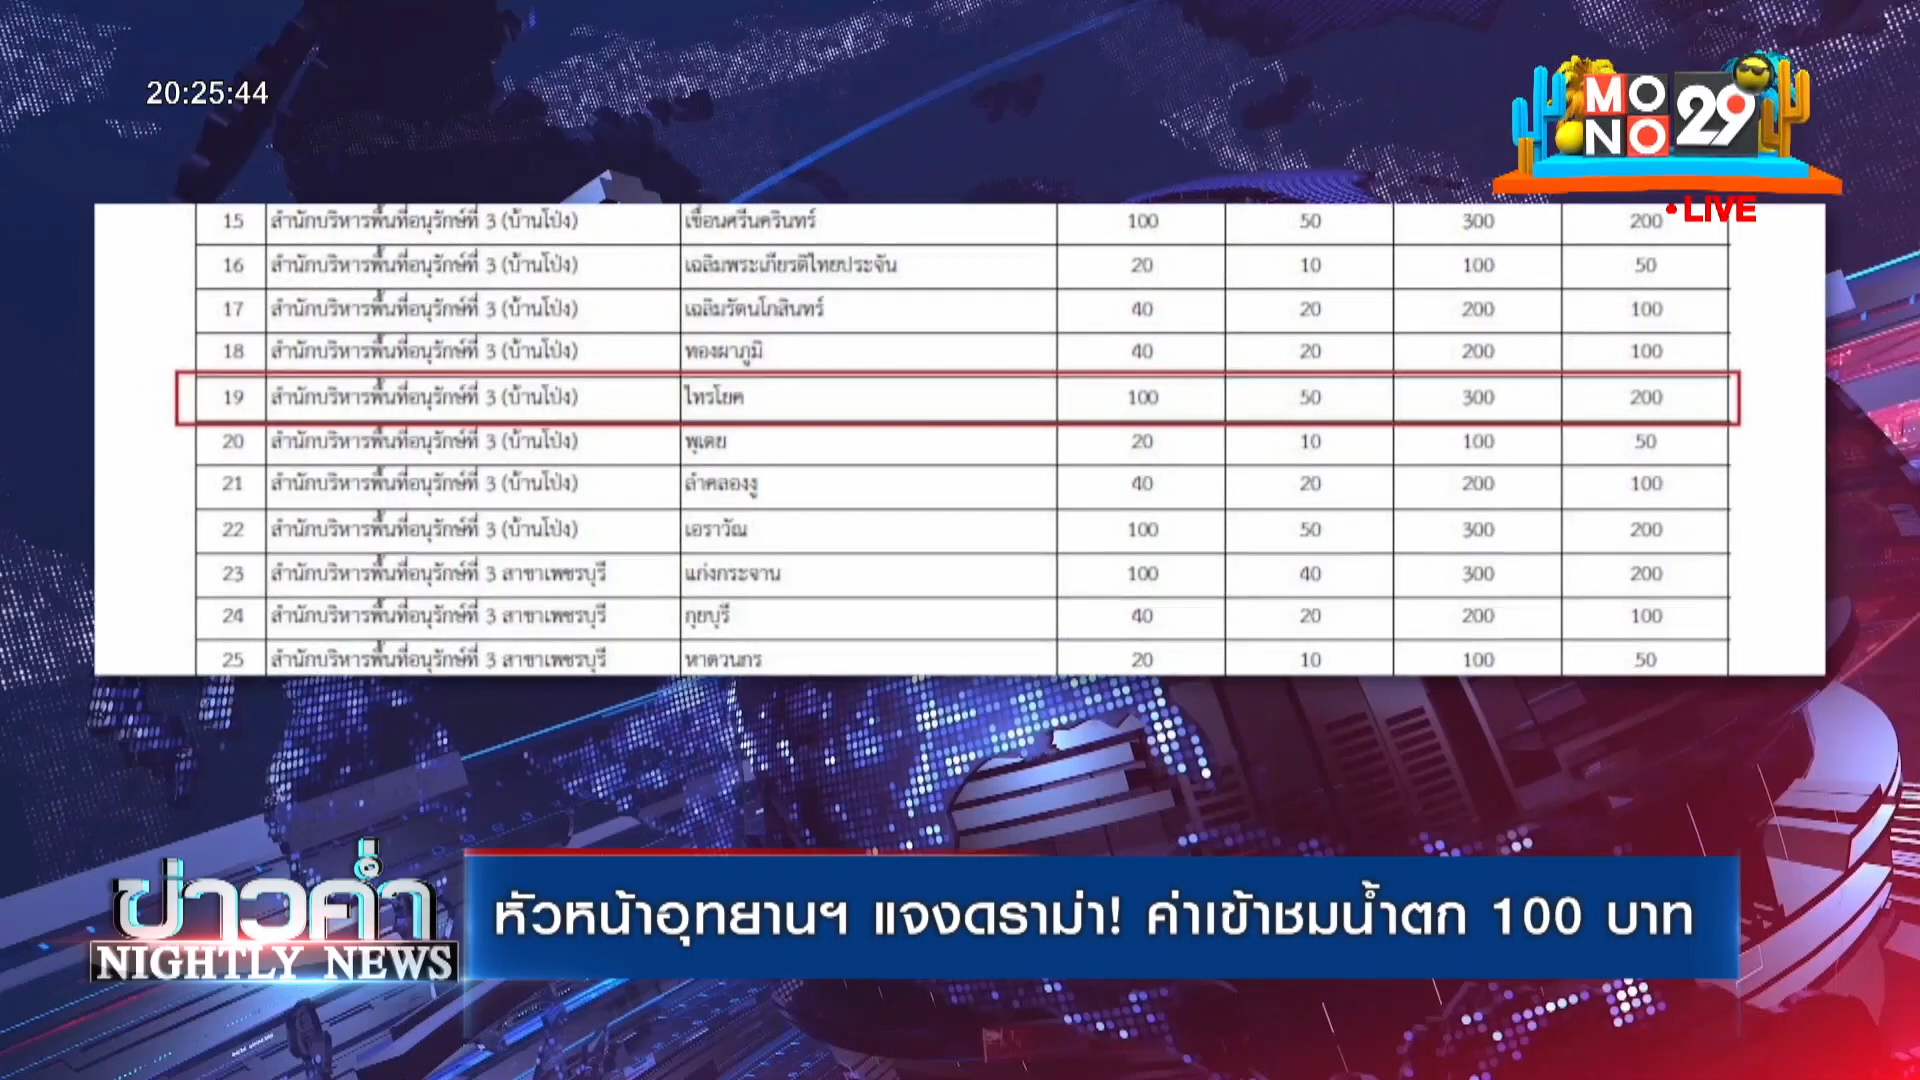 20:25:44
MONO 29
LIVE
15 สำนักบริหารพื้นที่อนุรักษ์ที่ 3 (บ้านโป่ง) เขื่อนศรีนครินทร์ 100 50 300 200
16 สำนักบริหารพื้นที่อนุรักษ์ที่ 3 (บ้านโป่ง) เฉลิมพระเกียรติไทยประจัน 20 10 100 50
17 สำนักบริหารพื้นที่อนุรักษ์ที่ 3 (บ้านโป่ง) เฉลิมรัตนโกสินทร์ 40 20 200 100
18 สำนักบริหารพื้นที่อนุรักษ์ที่ 3 (บ้านโป่ง) ทองผาภูมิ 40 20 200 100
19 สำนักบริหารพื้นที่อนุรักษ์ที่ 3 (บ้านโป่ง) ไทรโยค 100 50 300 200
20 สำนักบริหารพื้นที่อนุรักษ์ที่ 3 (บ้านโป่ง) พุเตย 20 10 100 50
21 สำนักบริหารพื้นที่อนุรักษ์ที่ 3 (บ้านโป่ง) ลำคลองงู 40 20 200 100
22 สำนักบริหารพื้นที่อนุรักษ์ที่ 3 (บ้านโป่ง) เอราวัณ 100 50 300 200
23 สำนักบริหารพื้นที่อนุรักษ์ที่ 3 สาขาเพชรบุรี แก่งกระจาน 100 40 300 200
24 สำนักบริหารพื้นที่อนุรักษ์ที่ 3 สาขาเพชรบุรี กุยบุรี 40 20 200 100
25 สำนักบริหารพื้นที่อนุรักษ์ที่ 3 สาขาเพชรบุรี หาดวนกร 20 10 100 50
ข่าวค่ำ
NIGHTLY NEWS
หัวหน้าอุทยานฯ แจงดราม่า! ค่าเข้าชมน้ำตก 100 บาท